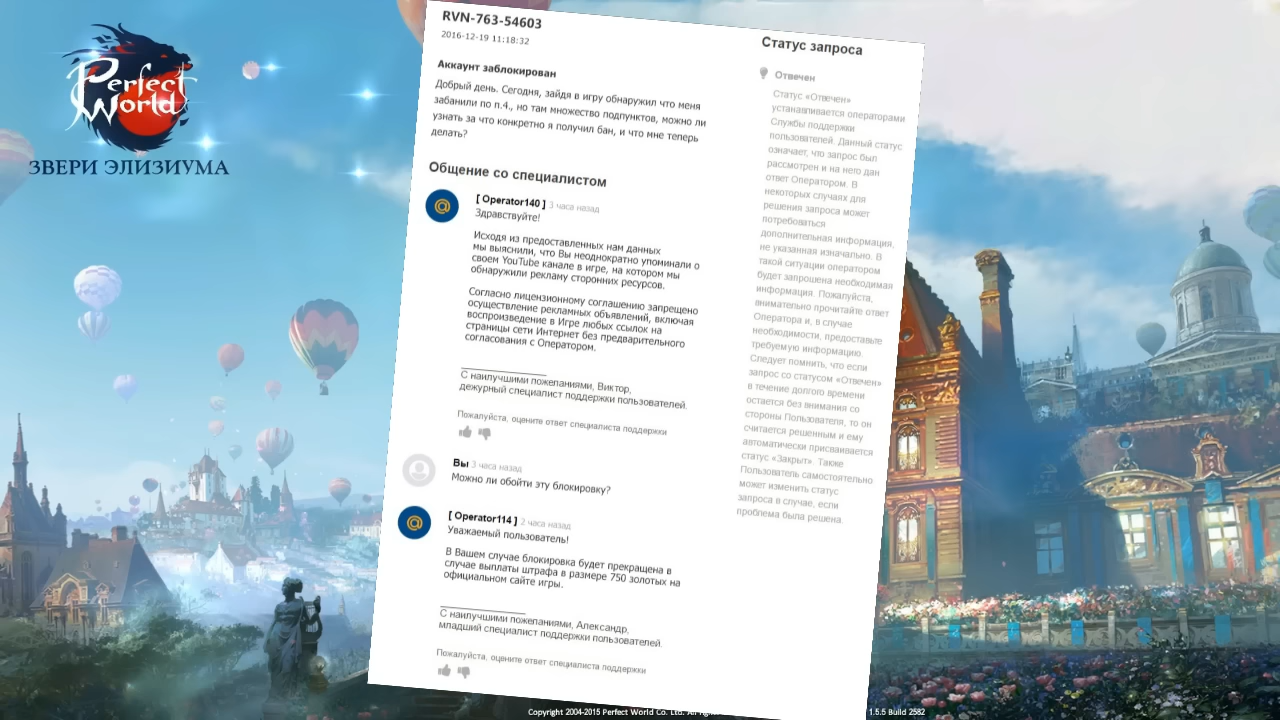 Perfect
World
ЗВЕРИ ЭЛИЗИУМА
RVN-763-54603
2016-12-19 11:18:32
Аккаунт заблокирован
Добрый день. Сегодня, зайдя в игру обнаружил что меня
забанили по п.4., но там множество подпунктов, можно ли
узнать за что конкретно я получил бан, и что мне теперь
делать?
Общение со специалистом
[ Operator140 ] 3 часа назад
Здравствуйте!
Исходя из предоставленных нам данных
мы выяснили, что Вы неоднократно упоминали о
своем YouTube канале в игре, на котором мы
обнаружили рекламу сторонних ресурсов.
Согласно лицензионному соглашению запрещено
осуществление рекламных объявлений, включая
воспроизведение в Игре любых ссылок на
страницы сети Интернет без предварительного
согласования с Оператором.
С наилучшими пожеланиями, Виктор,
дежурный специалист поддержки пользователей.
Пожалуйста, оцените ответ специалиста поддержки
Вы 3 часа назад
Можно ли обойти эту блокировку?
[ Operator114 ] 2 часа назад
Уважаемый пользователь!
В Вашем случае блокировка будет прекращена в
случае выплаты штрафа в размере 750 золотых на
официальном сайте игры.
С наилучшими пожеланиями, Александр,
младший специалист поддержки пользователей.
Пожалуйста, оцените ответ специалиста поддержки
Статус запроса
Отвечен
Статус «Отвечен»
устанавливается операторами
Службы поддержки
пользователей. Данный статус
означает, что запрос был
рассмотрен и на него дан
ответ Оператором. В
некоторых случаях для
решения запроса может
потребоваться
дополнительная информация,
не указанная изначально. В
такой ситуации оператором
будет запрошена необходимая
информация. Пожалуйста,
внимательно прочитайте ответ
Оператора и, в случае
необходимости, предоставьте
требуемую информацию.
Следует помнить, что если
запрос со статусом «Отвечен»
в течение долгого времени
остается без внимания со
стороны Пользователя, то он
считается решенным и ему
автоматически присваивается
статус «Закрыт» Также
Пользователь самостоятельно
может изменить статус
запроса в случае, если
проблема была решена.
Copyright 2004-2015 Perfect World Co. Ltd. All 1.5.5 Build 2582